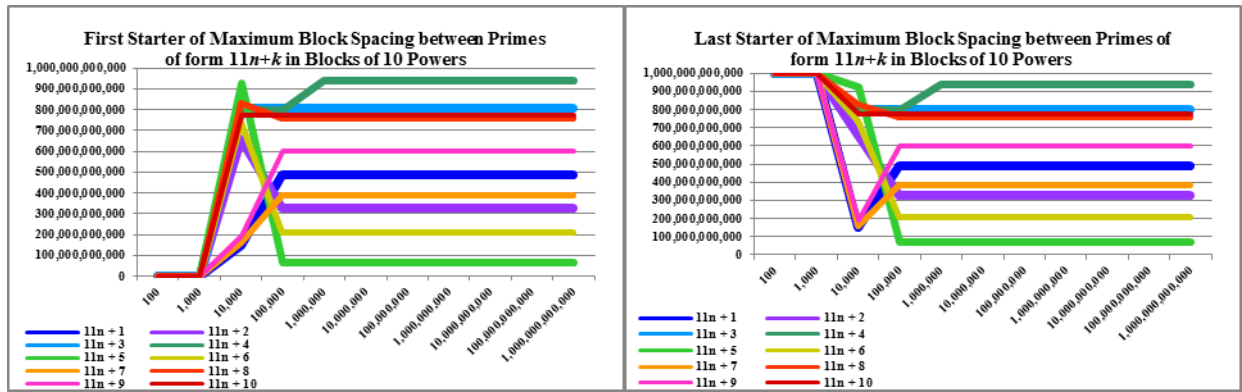 First Starter of Maximum Block Spacing between Primes
of form 11n+k in Blocks of 10 Powers
1,000,000,000,000
900,000,000,000
800,000,000,000
700,000,000,000
600,000,000,000
500,000,000,000
400,000,000,000
300,000,000,000
200,000,000,000
100,000,000,000
0
100
1,000
10,000
100,000
1,000,000
10,000,000
100,000,000
1,000,000,000
10,000,000,000
100,000,000,000
1,000,000,000,000
11n + 1
11n + 2
11n + 3
11n + 4
11n + 5
11n + 6
11n + 7
11n + 8
11n + 9
11n + 10
Last Starter of Maximum Block Spacing between Primes of
form 11n+k in Blocks of 10 Powers
1,000,000,000,000
900,000,000,000
800,000,000,000
700,000,000,000
600,000,000,000
500,000,000,000
400,000,000,000
300,000,000,000
200,000,000,000
100,000,000,000
0
100
1,000
10,000
100,000
1,000,000
10,000,000
100,000,000
1,000,000,000
10,000,000,000
100,000,000,000
1,000,000,000,000
11n + 1
11n + 2
11n + 3
11n + 4
11n + 5
11n + 6
11n + 7
11n + 8
11n + 9
11n + 10